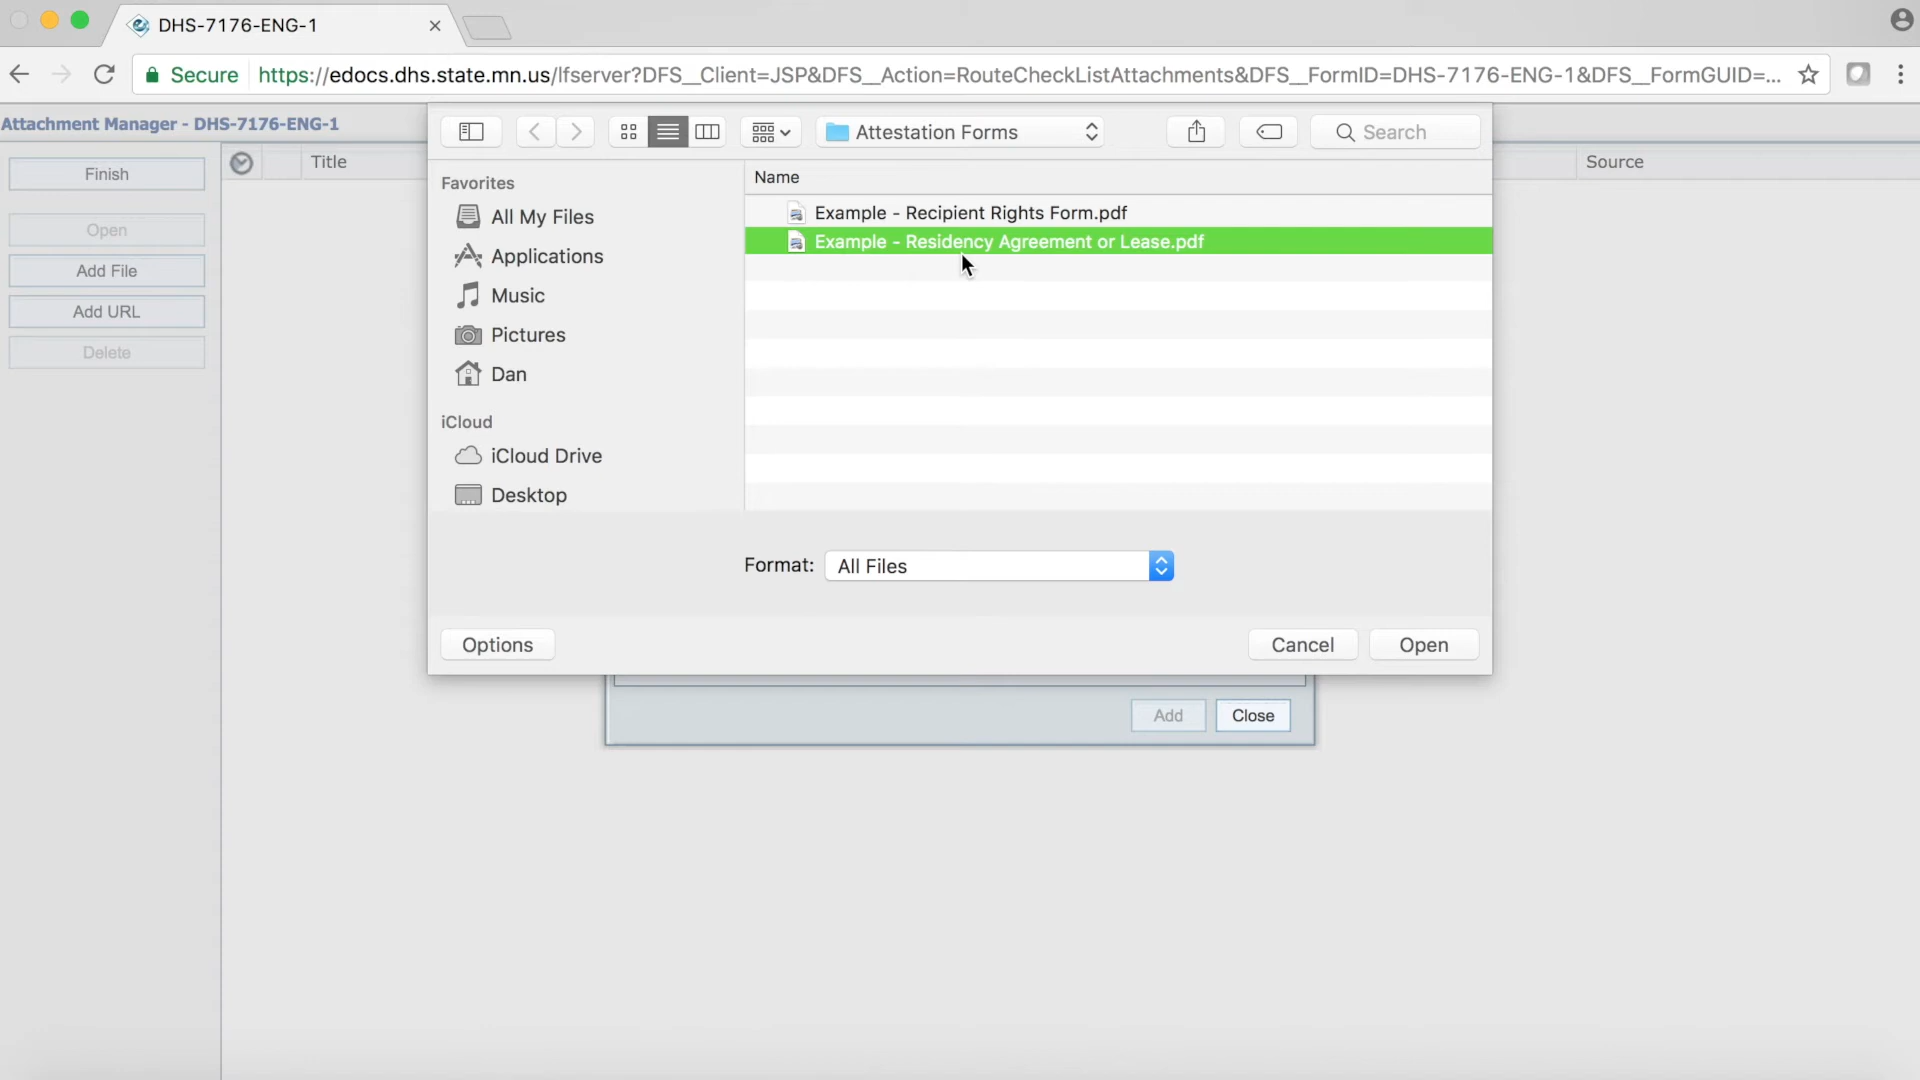 DHS-7176-ENG-1
Secure https://edocs.dhs.state.mn.us/lfserver?DFS__Client=JSP&DFS__Action=RouteCheckListAttachments&DFS__FormID=DHS-7176-ENG-1&DFS__FormGUID=...
Attachment Manager - DHS-7176-ENG-1
Attestation Forms
Search
Finish
Open
Add File
Add URL
Delete
Title
Source
Favorites
All My Files
Applications
Music
Pictures
Dan
iCloud
iCloud Drive
Desktop
Name
Example - Recipient Rights Form.pdf
Example - Residency Agreement or Lease.pdf
Format: All Files
Options
Cancel
Open
Add
Close